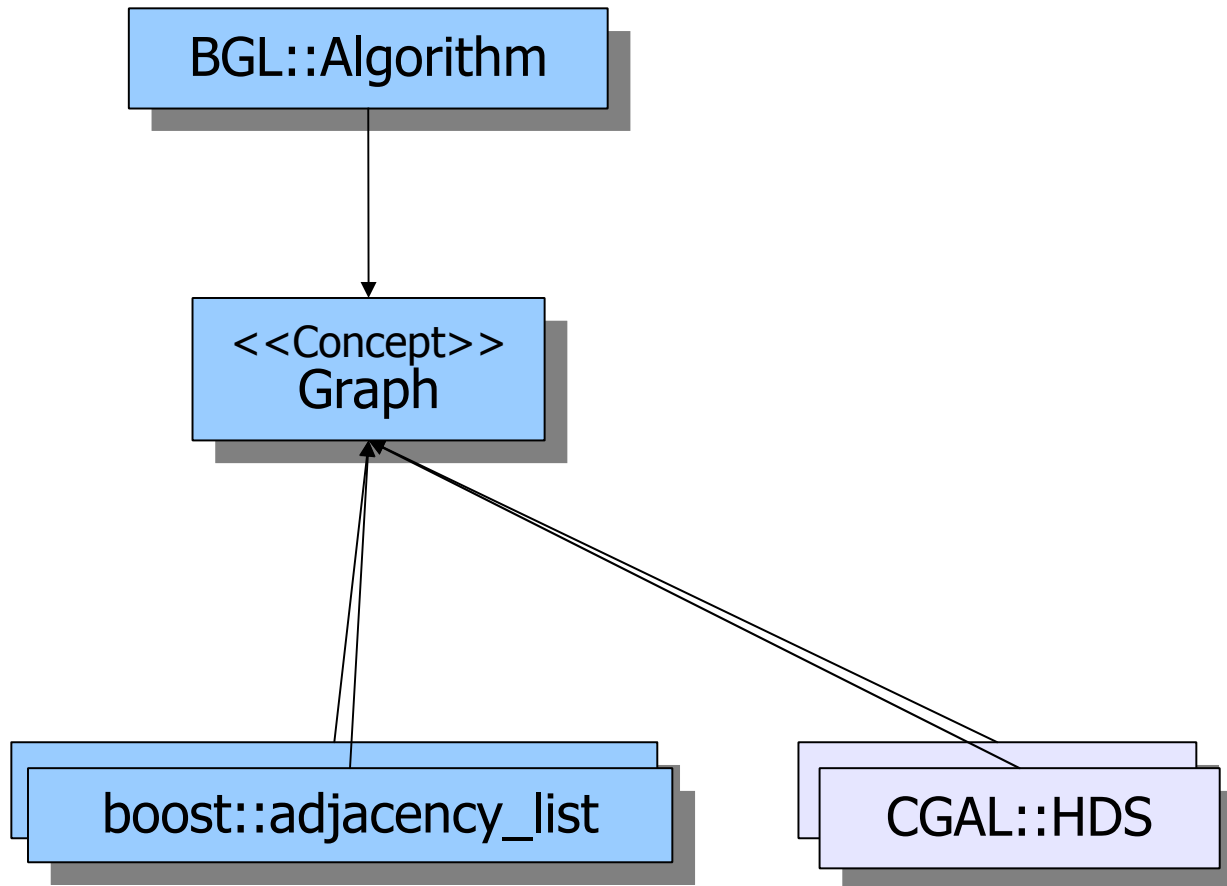 BGL::Algorithm
<<Concept>>
Graph
boost::adjacency_list
CGAL::HDS